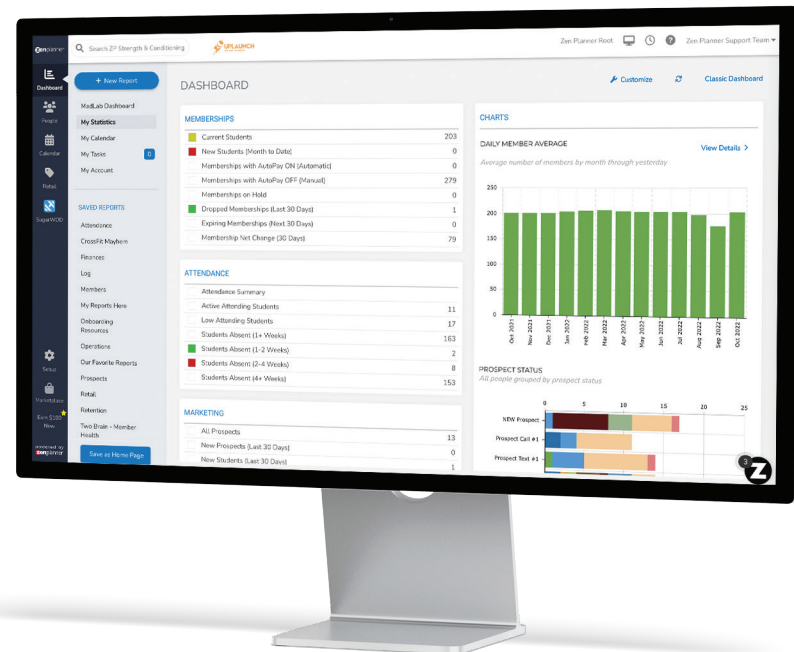 zenplanner
Search ZP Strength & Conditioning
UPLAUNCH
Zen Planner Root
Zen Planner Support Team
Dashboard
People
Calendar
Retail
SugarWOD
Setup
Marketplace
Earn $100
Now
powered by
zenplanner
+ New Report
MadLab Dashboard
My Statistics
My Calendar
My Tasks 0
My Account
SAVED REPORTS
Attendance
CrossFit Mayhem
Finances
Log
Members
My Reports Here
Onboarding
Resources
Operations
Our Favorite Reports
Prospects
Retail
Retention
Two Brain - Member
Health
Save as Home Page
DASHBOARD
Customize
Classic Dashboard
MEMBERSHIPS
Current Students 203
New Students (Month to Date) 0
Memberships with AutoPay ON (Automatic) 0
Memberships with AutoPay OFF (Manual) 279
Memberships on Hold 0
Dropped Memberships (Last 30 Days) 1
Expiring Memberships (Next 30 Days) 0
Membership Net Change (30 Days) 79
ATTENDANCE
Attendance Summary
Active Attending Students 11
Low Attending Students 17
Students Absent (1+ Weeks) 163
Students Absent (1-2 Weeks) 2
Students Absent (2-4 Weeks) 8
Students Absent (4+ Weeks) 153
MARKETING
All Prospects 13
New Prospects (Last 30 Days) 0
New Students (Last 30 Days) 1
CHARTS
DAILY MEMBER AVERAGE
View Details >
Average number of members by month through yesterday
250
200
150
100
50
0
Oct 2021
Nov 2021
Dec 2021
Jan 2022
Feb 2022
Mar 2022
Apr 2022
May 2022
Jun 2022
Jul 2022
Aug 2022
Sep 2022
Oct 2022
PROSPECT STATUS
All people grouped by prospect status
0 5 10 15 20 25
NEW Prospect
Prospect Call #1
Prospect Text #1
3
Z